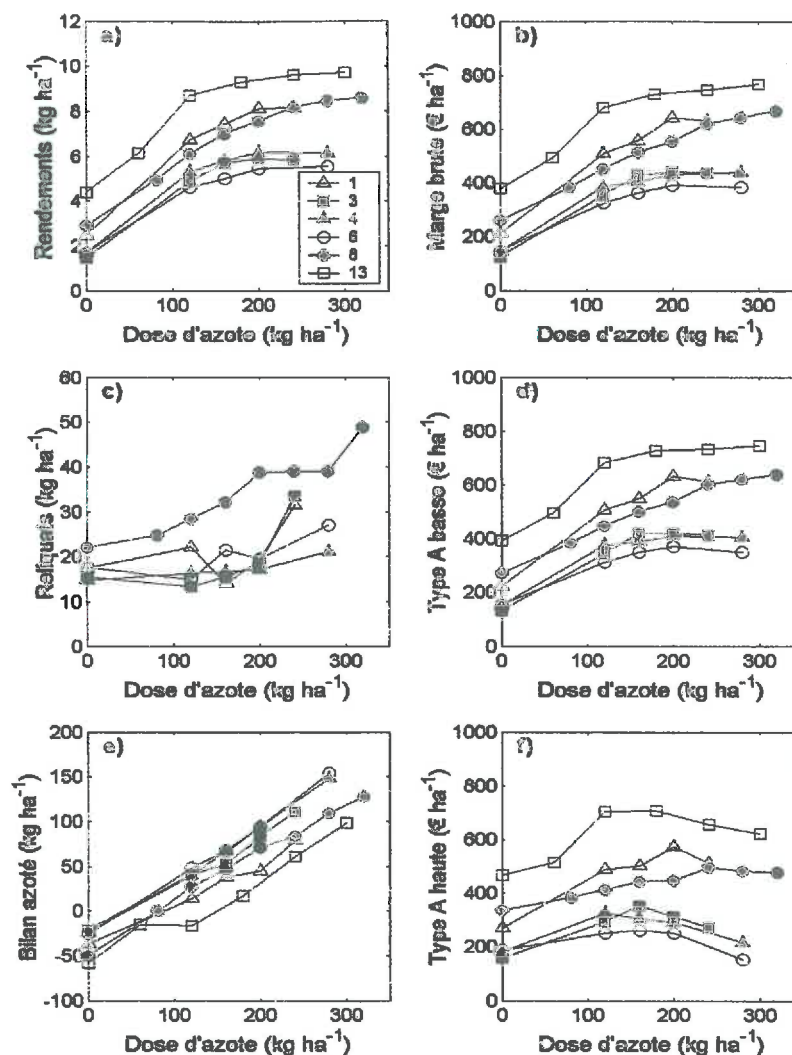 a)
Rendements (kg ha⁻¹)
12
10
8
6
4
2
0
0 100 200 300
Dose d'azote (kg ha⁻¹)
1
3
4
6
8
13
b)
Marge brute (€ ha⁻¹)
1000
800
600
400
200
0
0 100 200 300
Dose d'azote (kg ha⁻¹)
c)
Reliquats (kg ha⁻¹)
60
50
40
30
20
10
0
0 100 200 300
Dose d'azote (kg ha⁻¹)
d)
Type A basse (€ ha⁻¹)
1000
800
600
400
200
0
0 100 200 300
Dose d'azote (kg ha⁻¹)
e)
Bilan azoté (kg ha⁻¹)
200
150
100
50
0
-50
-100
0 100 200 300
Dose d'azote (kg ha⁻¹)
f)
Type A haute (€ ha⁻¹)
1000
800
600
400
200
0
0 100 200 300
Dose d'azote (kg ha⁻¹)